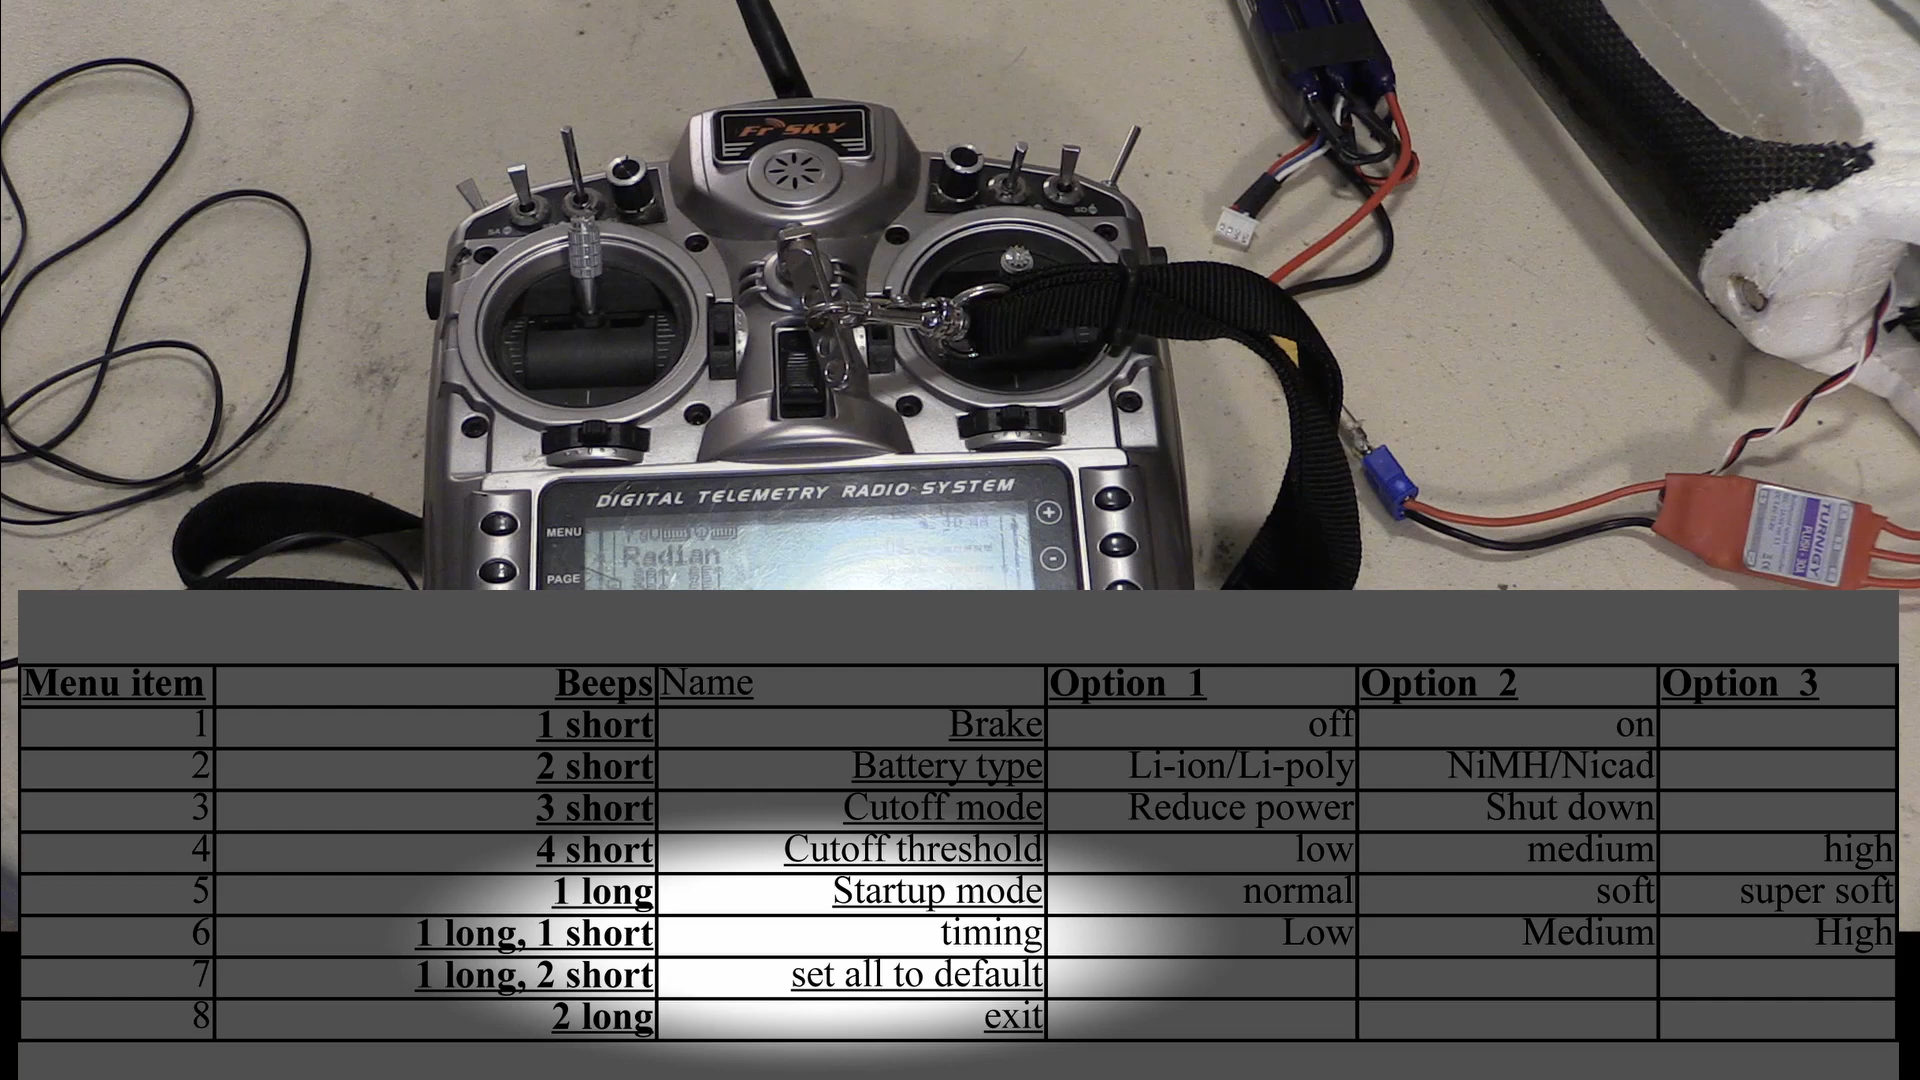 FrSKY
SA
SD
DIGITAL TELEMETRY RADIO SYSTEM
MENU
+
Radian
-
PAGE
TURNIGY
PLUSH
Menu item Beeps Name Option 1 Option 2 Option 3
1 1 short Brake off on
2 2 short Battery type Li-ion/Li-poly NiMH/Nicad
3 3 short Cutoff mode Reduce power Shut down
4 4 short Cutoff threshold low medium high
5 1 long Startup mode normal soft super soft
6 1 long, 1 short timing Low Medium High
7 1 long, 2 short set all to default
8 2 long exit